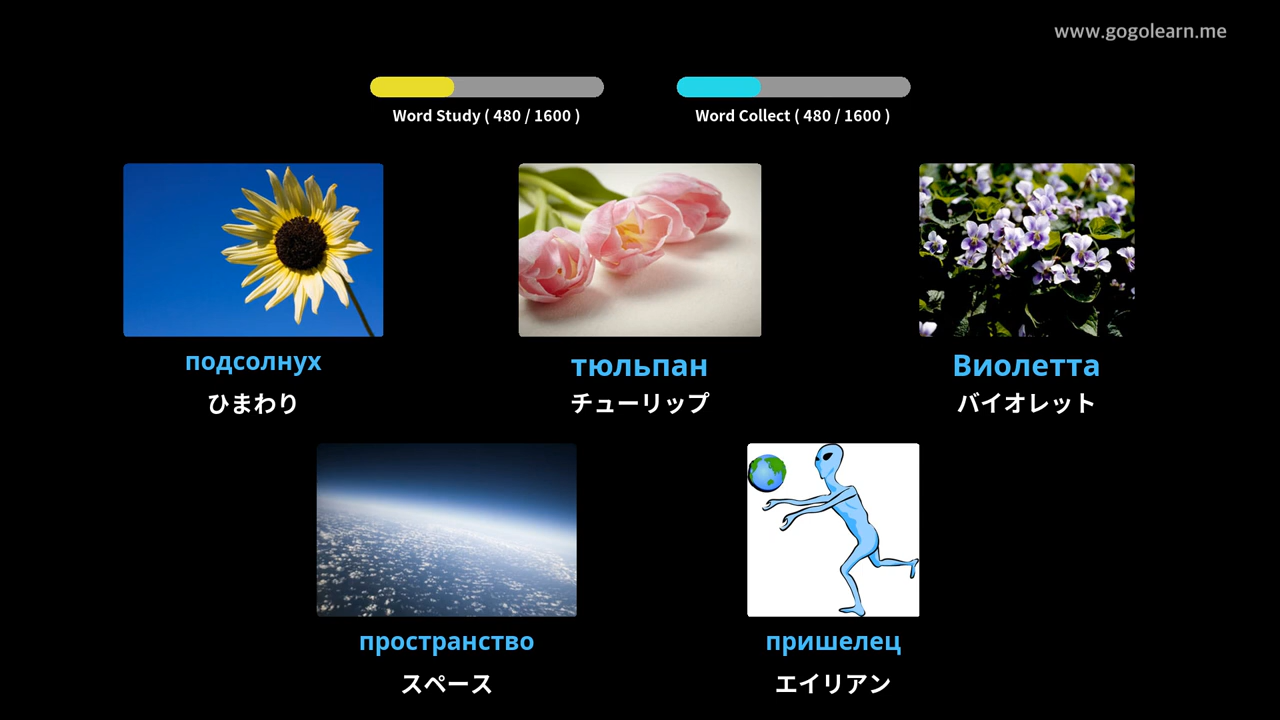 www.gogolearn.me
Word Study ( 480 / 1600 )
Word Collect ( 480 / 1600 )
подсолнух
ひまわり
тюльпан
チューリップ
Виолетта
バイオレット
пространство
スペース
пришелец
エイリアン